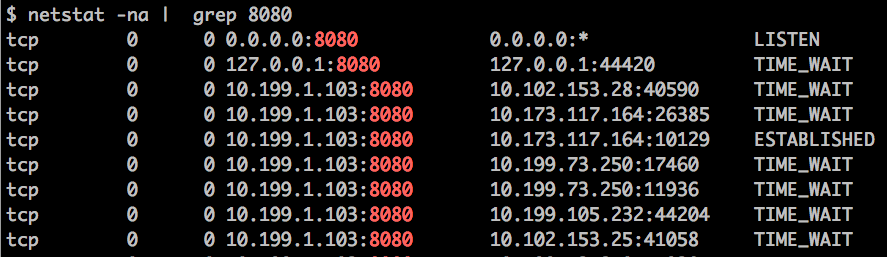 $ netstat -na |  grep 8080
tcp        0      0 0.0.0.0:8080            0.0.0.0:*               LISTEN
tcp        0      0 127.0.0.1:8080          127.0.0.1:44420         TIME_WAIT
tcp        0      0 10.199.1.103:8080       10.102.153.28:40590     TIME_WAIT
tcp        0      0 10.199.1.103:8080       10.173.117.164:26385    TIME_WAIT
tcp        0      0 10.199.1.103:8080       10.173.117.164:10129    ESTABLISHED
tcp        0      0 10.199.1.103:8080       10.199.73.250:17460     TIME_WAIT
tcp        0      0 10.199.1.103:8080       10.199.73.250:11936     TIME_WAIT
tcp        0      0 10.199.1.103:8080       10.199.105.232:44204    TIME_WAIT
tcp        0      0 10.199.1.103:8080       10.102.153.25:41058     TIME_WAIT